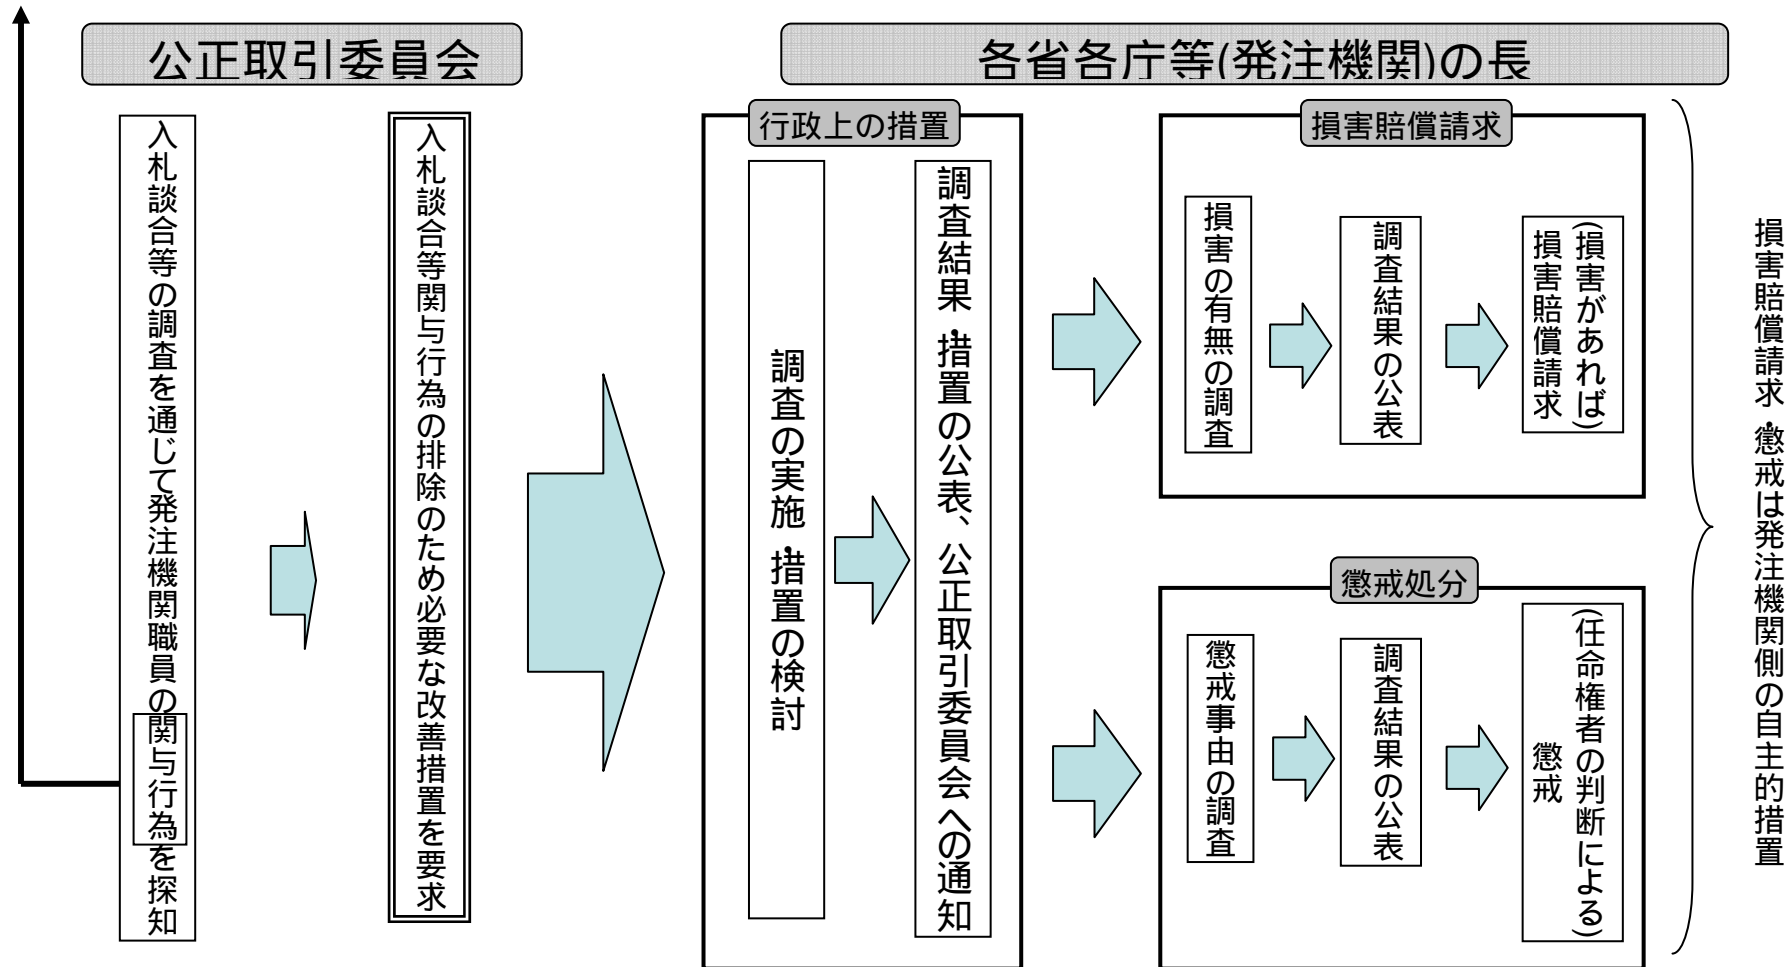 公正取引委員会
各省各庁等(発注機関)の長
入札談合等の調査を通じて発注機関職員の関与行為を探知
入札談合等関与行為の排除のため必要な改善措置を要求
行政上の措置
調査の実施・措置の検討
調査結果・措置の公表、公正取引委員会への通知
損害賠償請求
損害の有無の調査
調査結果の公表
(損害があれば)
損害賠償請求
懲戒処分
懲戒事由の調査
調査結果の公表
(任命権者の判断による)
懲戒
損害賠償請求・懲戒は発注機関側の自主的措置